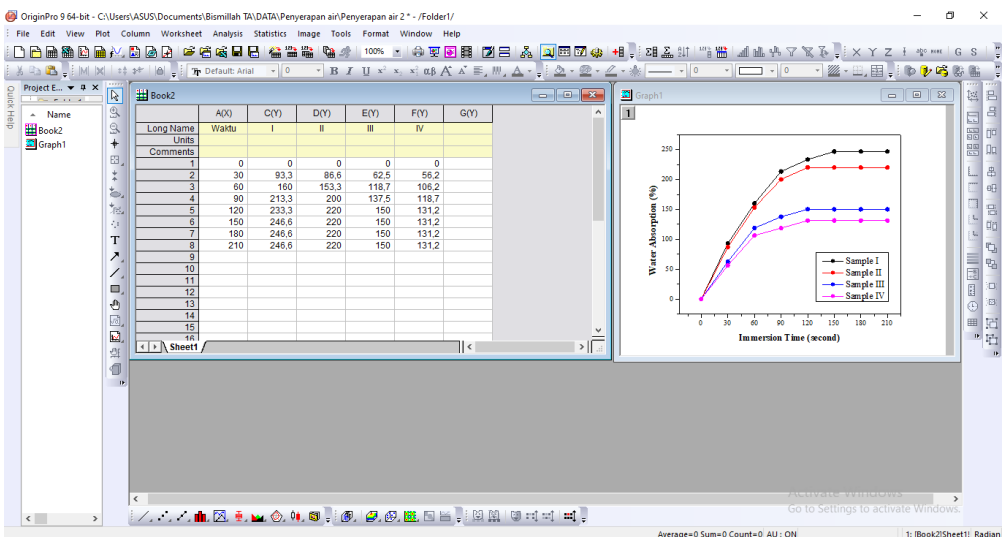 OriginPro 9 64-bit - C:\Users\ASUS\Documents\Bismillah TA\DATA\Penyerapan air\Penyerapan air 2 * - /Folder1/
File Edit View Plot Column Worksheet Analysis Statistics Image Tools Format Window Help
100%
X Y Z
G S
Default: Arial 0 B I U αβ A A
0 0
Quick Help
Project E...
Name
Book2
Graph1
Book2
A(X) C(Y) D(Y) E(Y) F(Y) G(Y)
Long Name Waktu I II III IV
Units
Comments
1 0 0 0 0 0
2 30 93,3 86,6 62,5 56,2
3 60 160 153,3 118,7 106,2
4 90 213,3 200 137,5 118,7
5 120 233,3 220 150 131,2
6 150 246,6 220 150 131,2
7 180 246,6 220 150 131,2
8 210 246,6 220 150 131,2
9
10
11
12
13
14
15
16
Sheet1
Graph1
1
250
200
150
100
50
0
Water Absorption (%)
Sample I
Sample II
Sample III
Sample IV
0 30 60 90 120 150 180 210
Immersion Time (second)
Activate Windows
Go to Settings to activate Windows.
Average=0 Sum=0 Count=0 AU : ON 1: [Book2]Sheet1! Radian